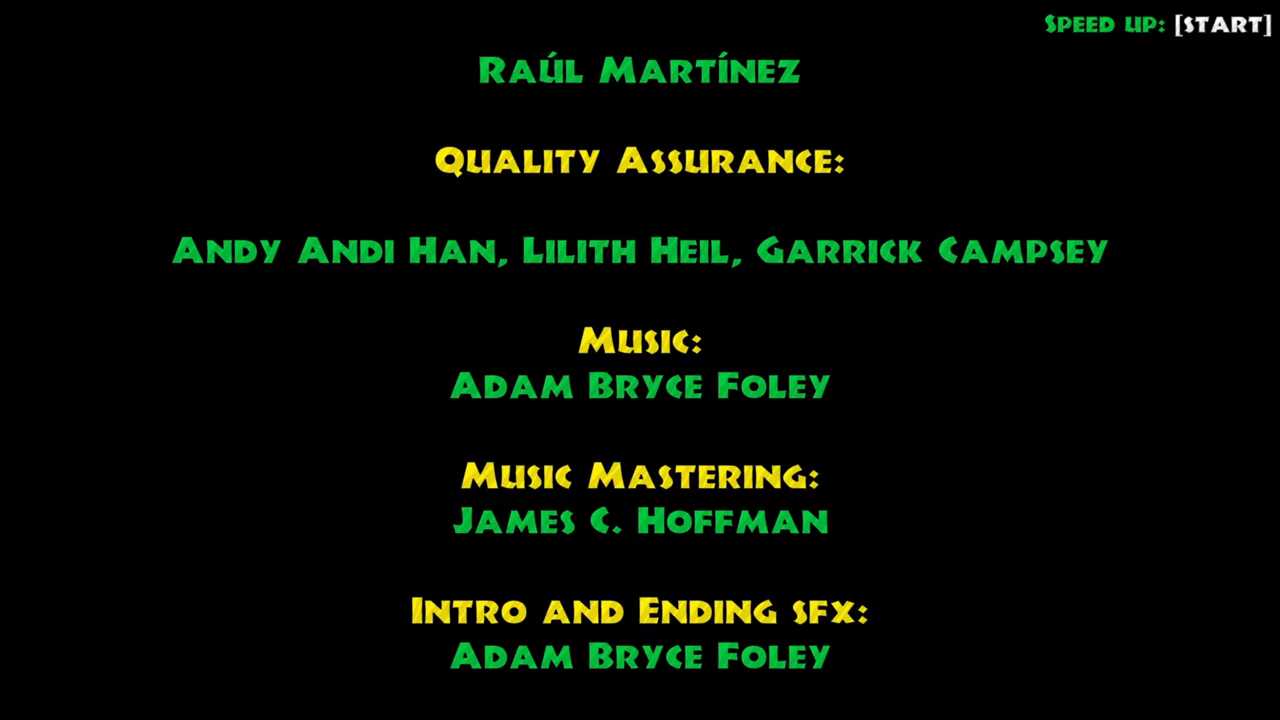 Speed up: [START]
Raúl Martínez
Quality Assurance:
Andy Andi Han, Lilith Heil, Garrick Campsey
Music:
Adam Bryce Foley
Music Mastering:
James C. Hoffman
Intro and Ending sfx:
Adam Bryce Foley